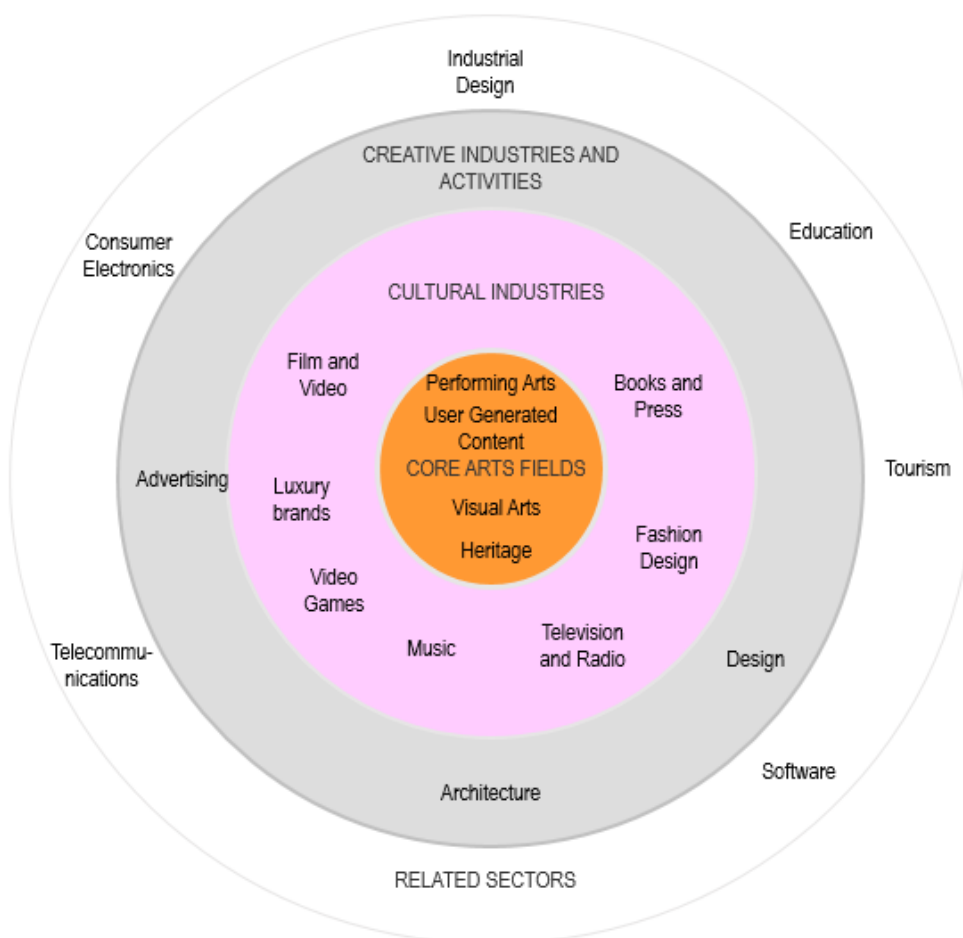 Industrial
Design
CREATIVE INDUSTRIES AND
ACTIVITIES
Education
Consumer
Electronics
CULTURAL INDUSTRIES
Film and
Video
Performing Arts
Books and
Press
User Generated
Content
CORE ARTS FIELDS
Tourism
Advertising
Luxury
brands
Visual Arts
Fashion
Design
Heritage
Video
Games
Television
and Radio
Music
Telecommu-
nications
Design
Software
Architecture
RELATED SECTORS